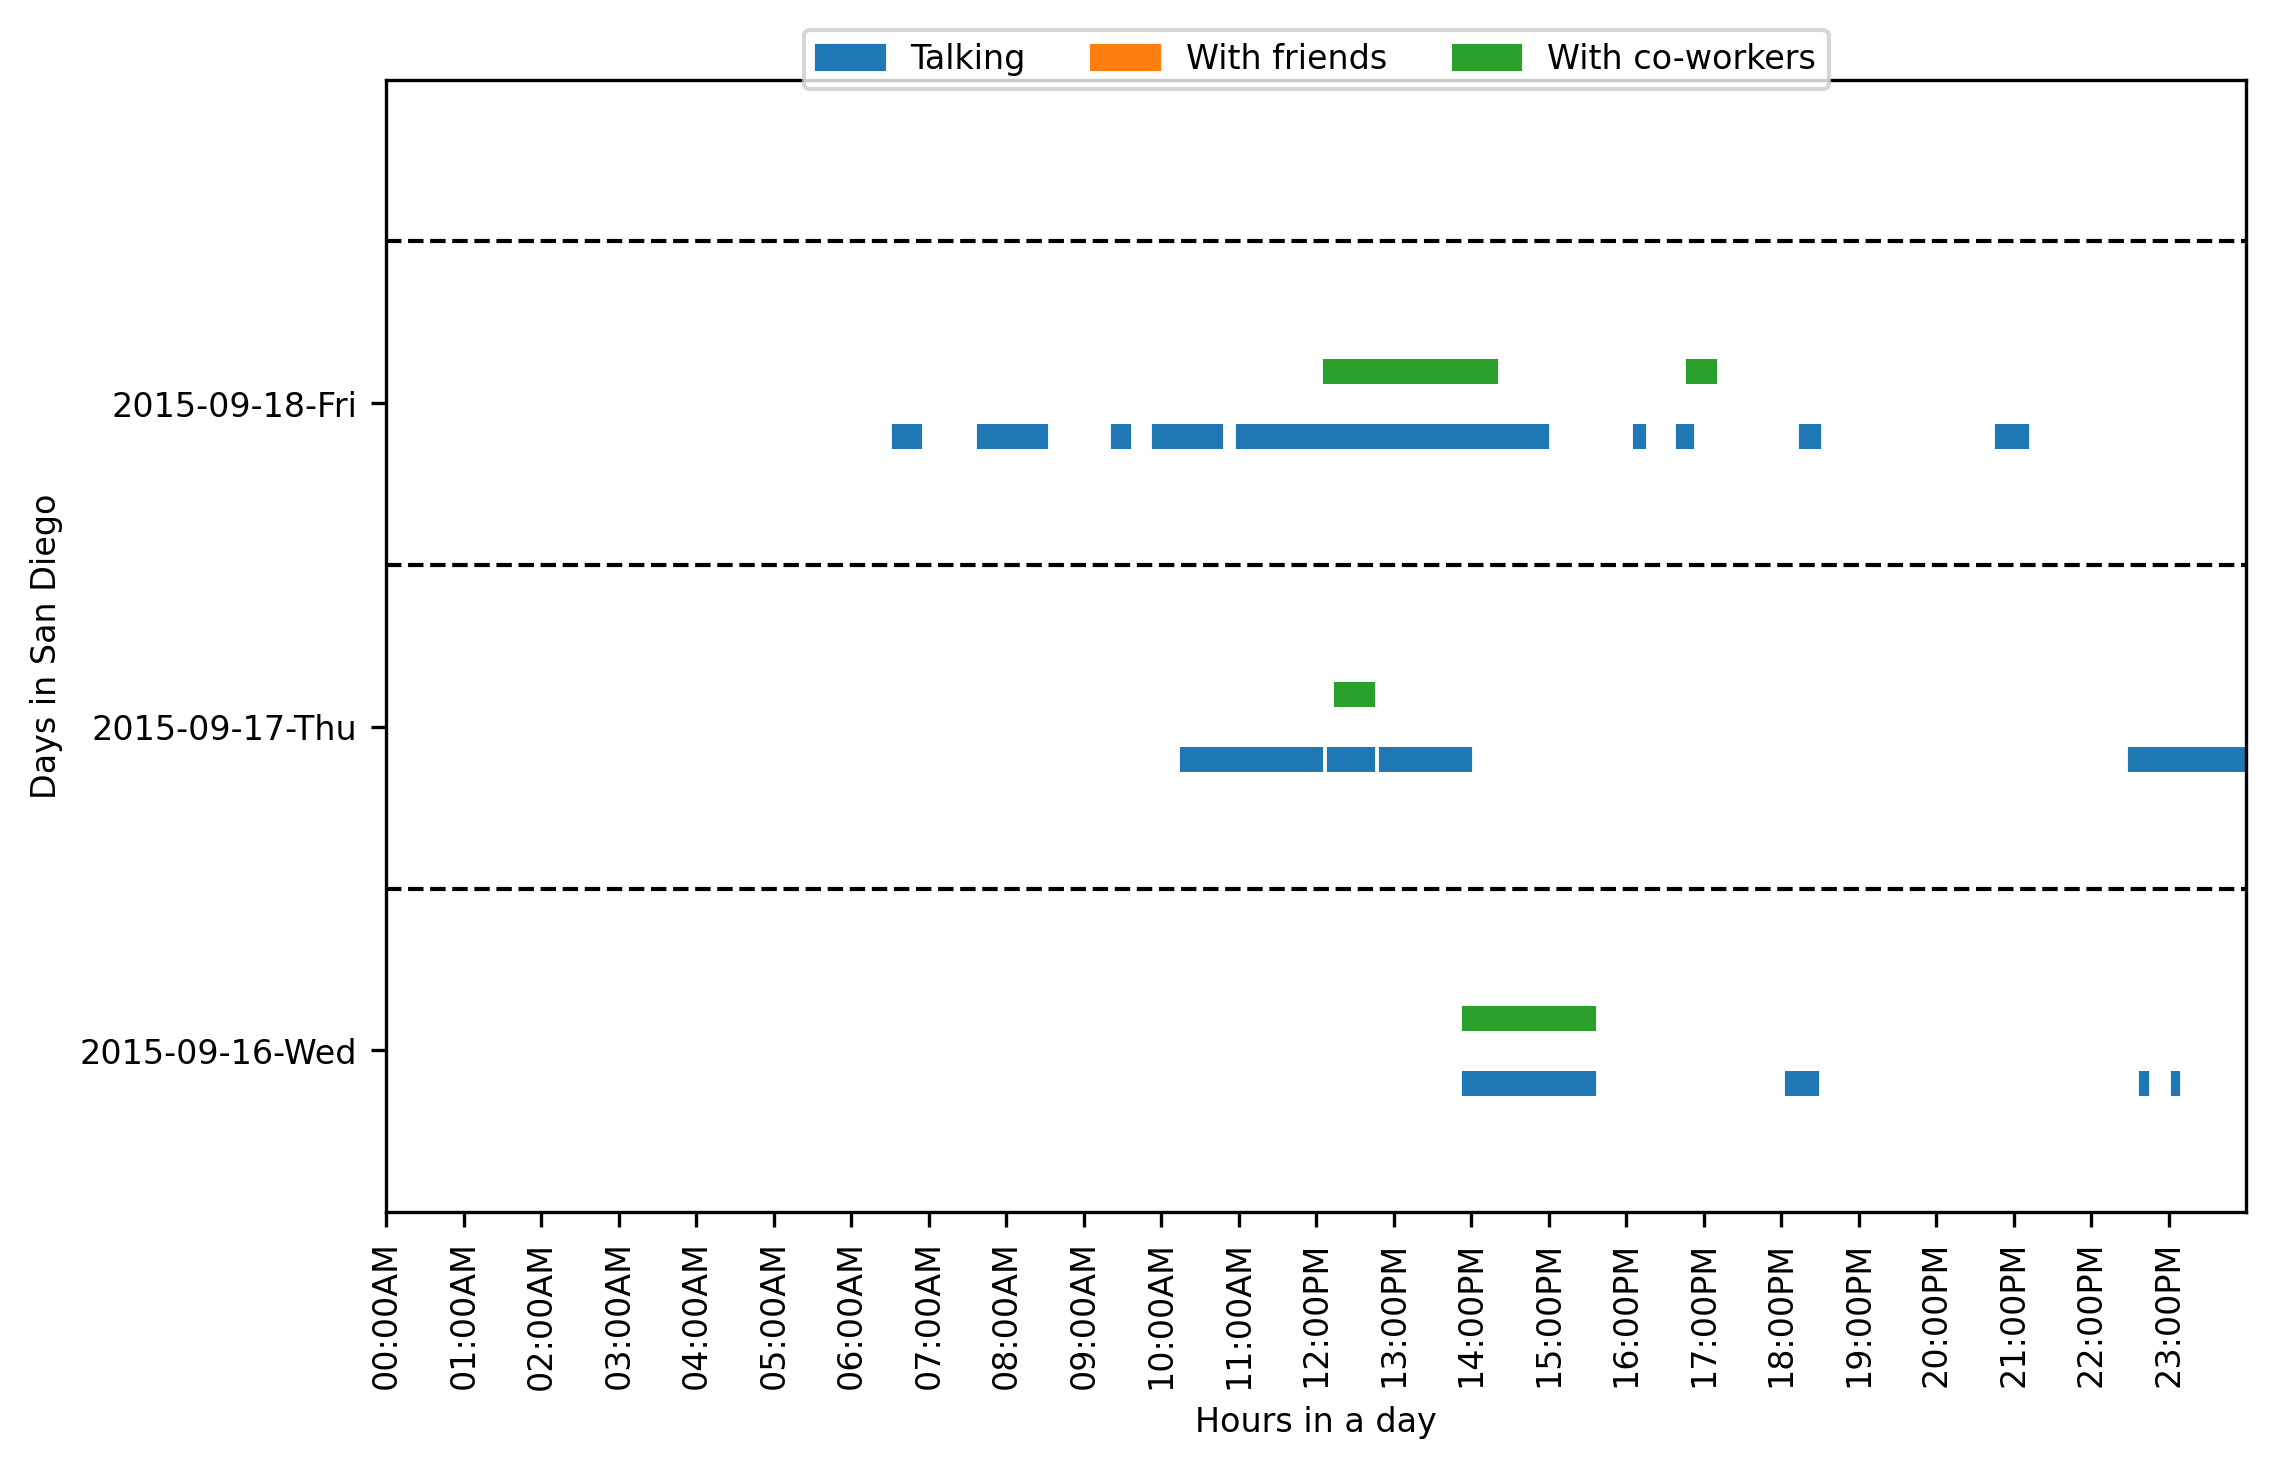 Talking With friends With co-workers
2015-09-18-Fri
2015-09-17-Thu
2015-09-16-Wed
Days in San Diego
00:00AM
01:00AM
02:00AM
03:00AM
04:00AM
05:00AM
06:00AM
07:00AM
08:00AM
09:00AM
10:00AM
11:00AM
12:00PM
13:00PM
14:00PM
15:00PM
16:00PM
17:00PM
18:00PM
19:00PM
20:00PM
21:00PM
22:00PM
23:00PM
Hours in a day